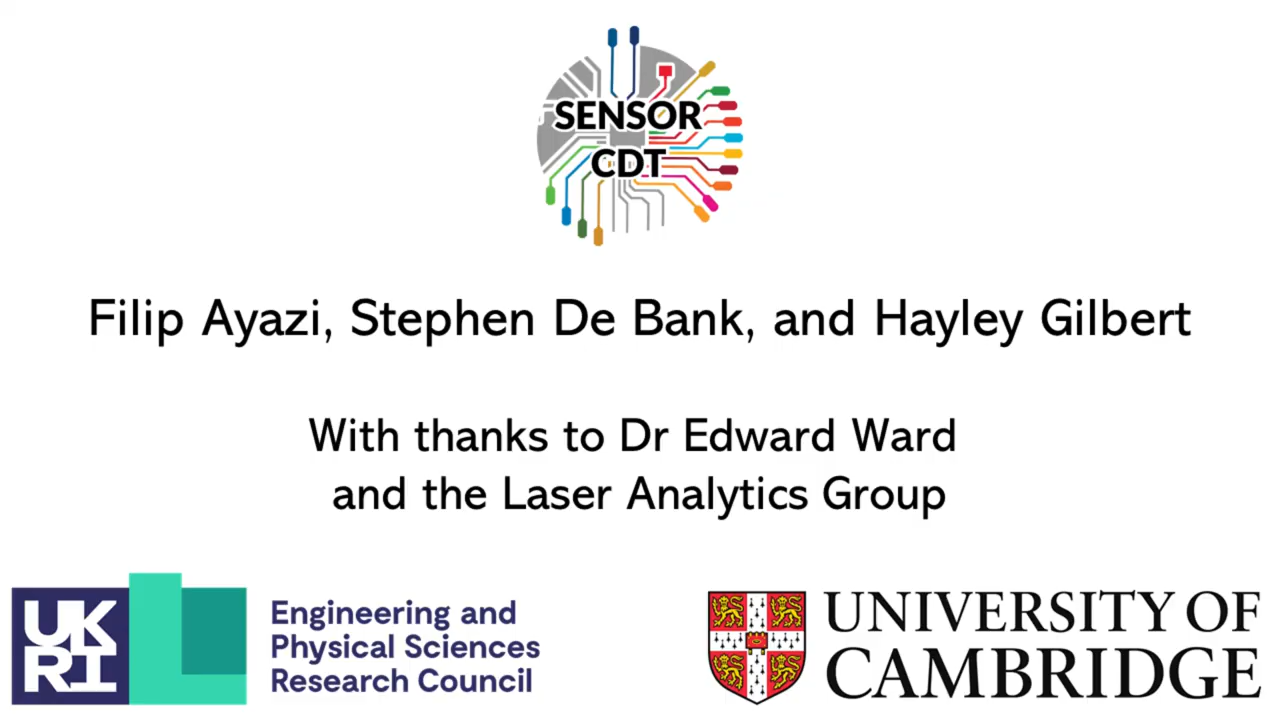 SENSOR
CDT
Filip Ayazi, Stephen De Bank, and Hayley Gilbert
With thanks to Dr Edward Ward
and the Laser Analytics Group
UK
RI
Engineering and
Physical Sciences
Research Council
UNIVERSITY OF
CAMBRIDGE